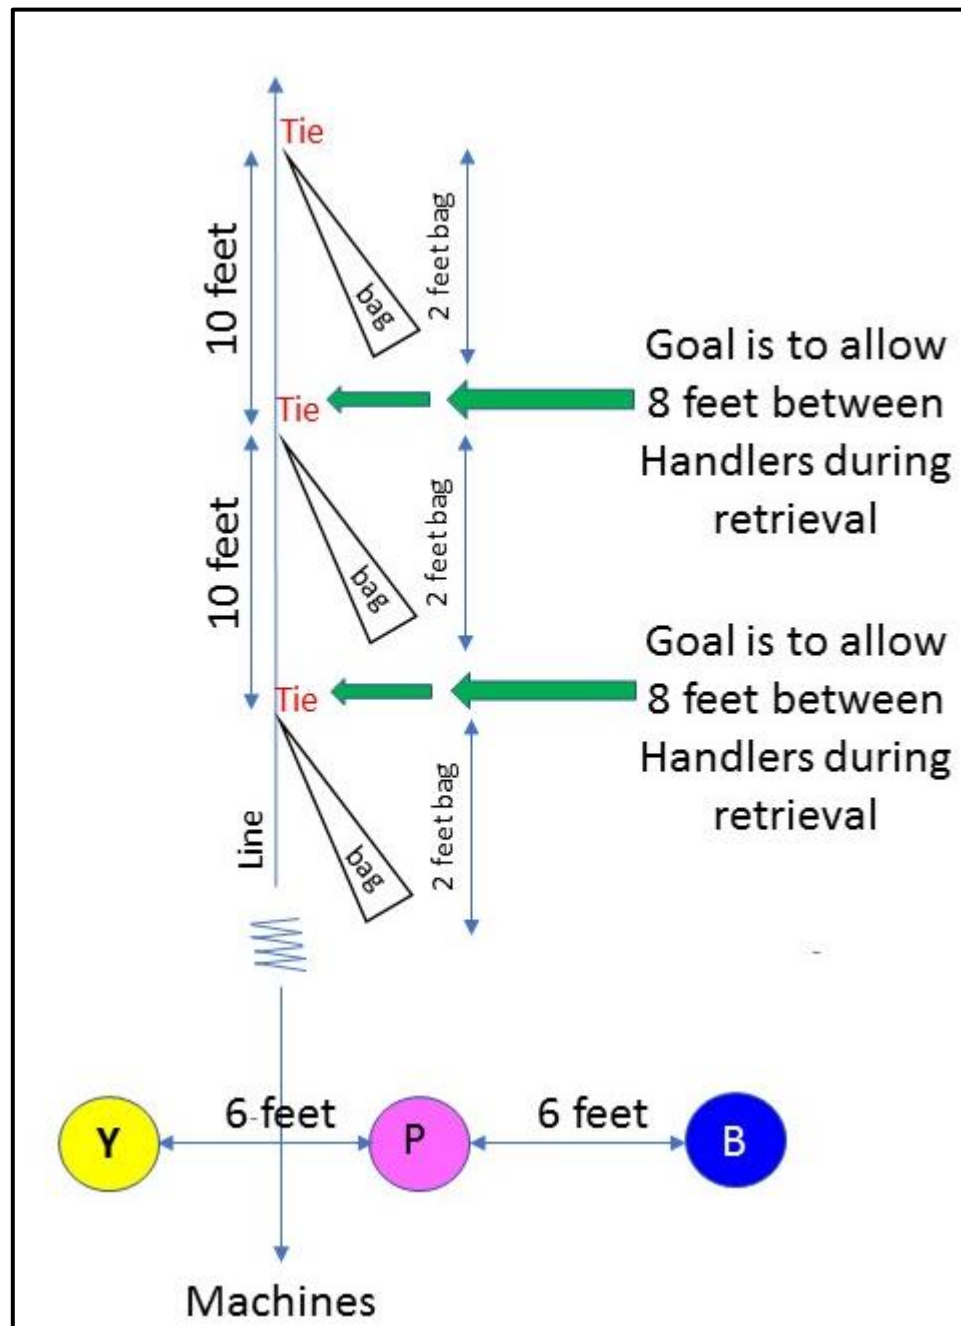 Tie
10 feet
bag
2 feet bag
Goal is to allow
8 feet between
Handlers during
retrieval
Tie
10 feet
bag
2 feet bag
Goal is to allow
8 feet between
Handlers during
retrieval
Tie
Line
bag
2 feet bag
6 feet
6 feet
Y
P
B
Machines